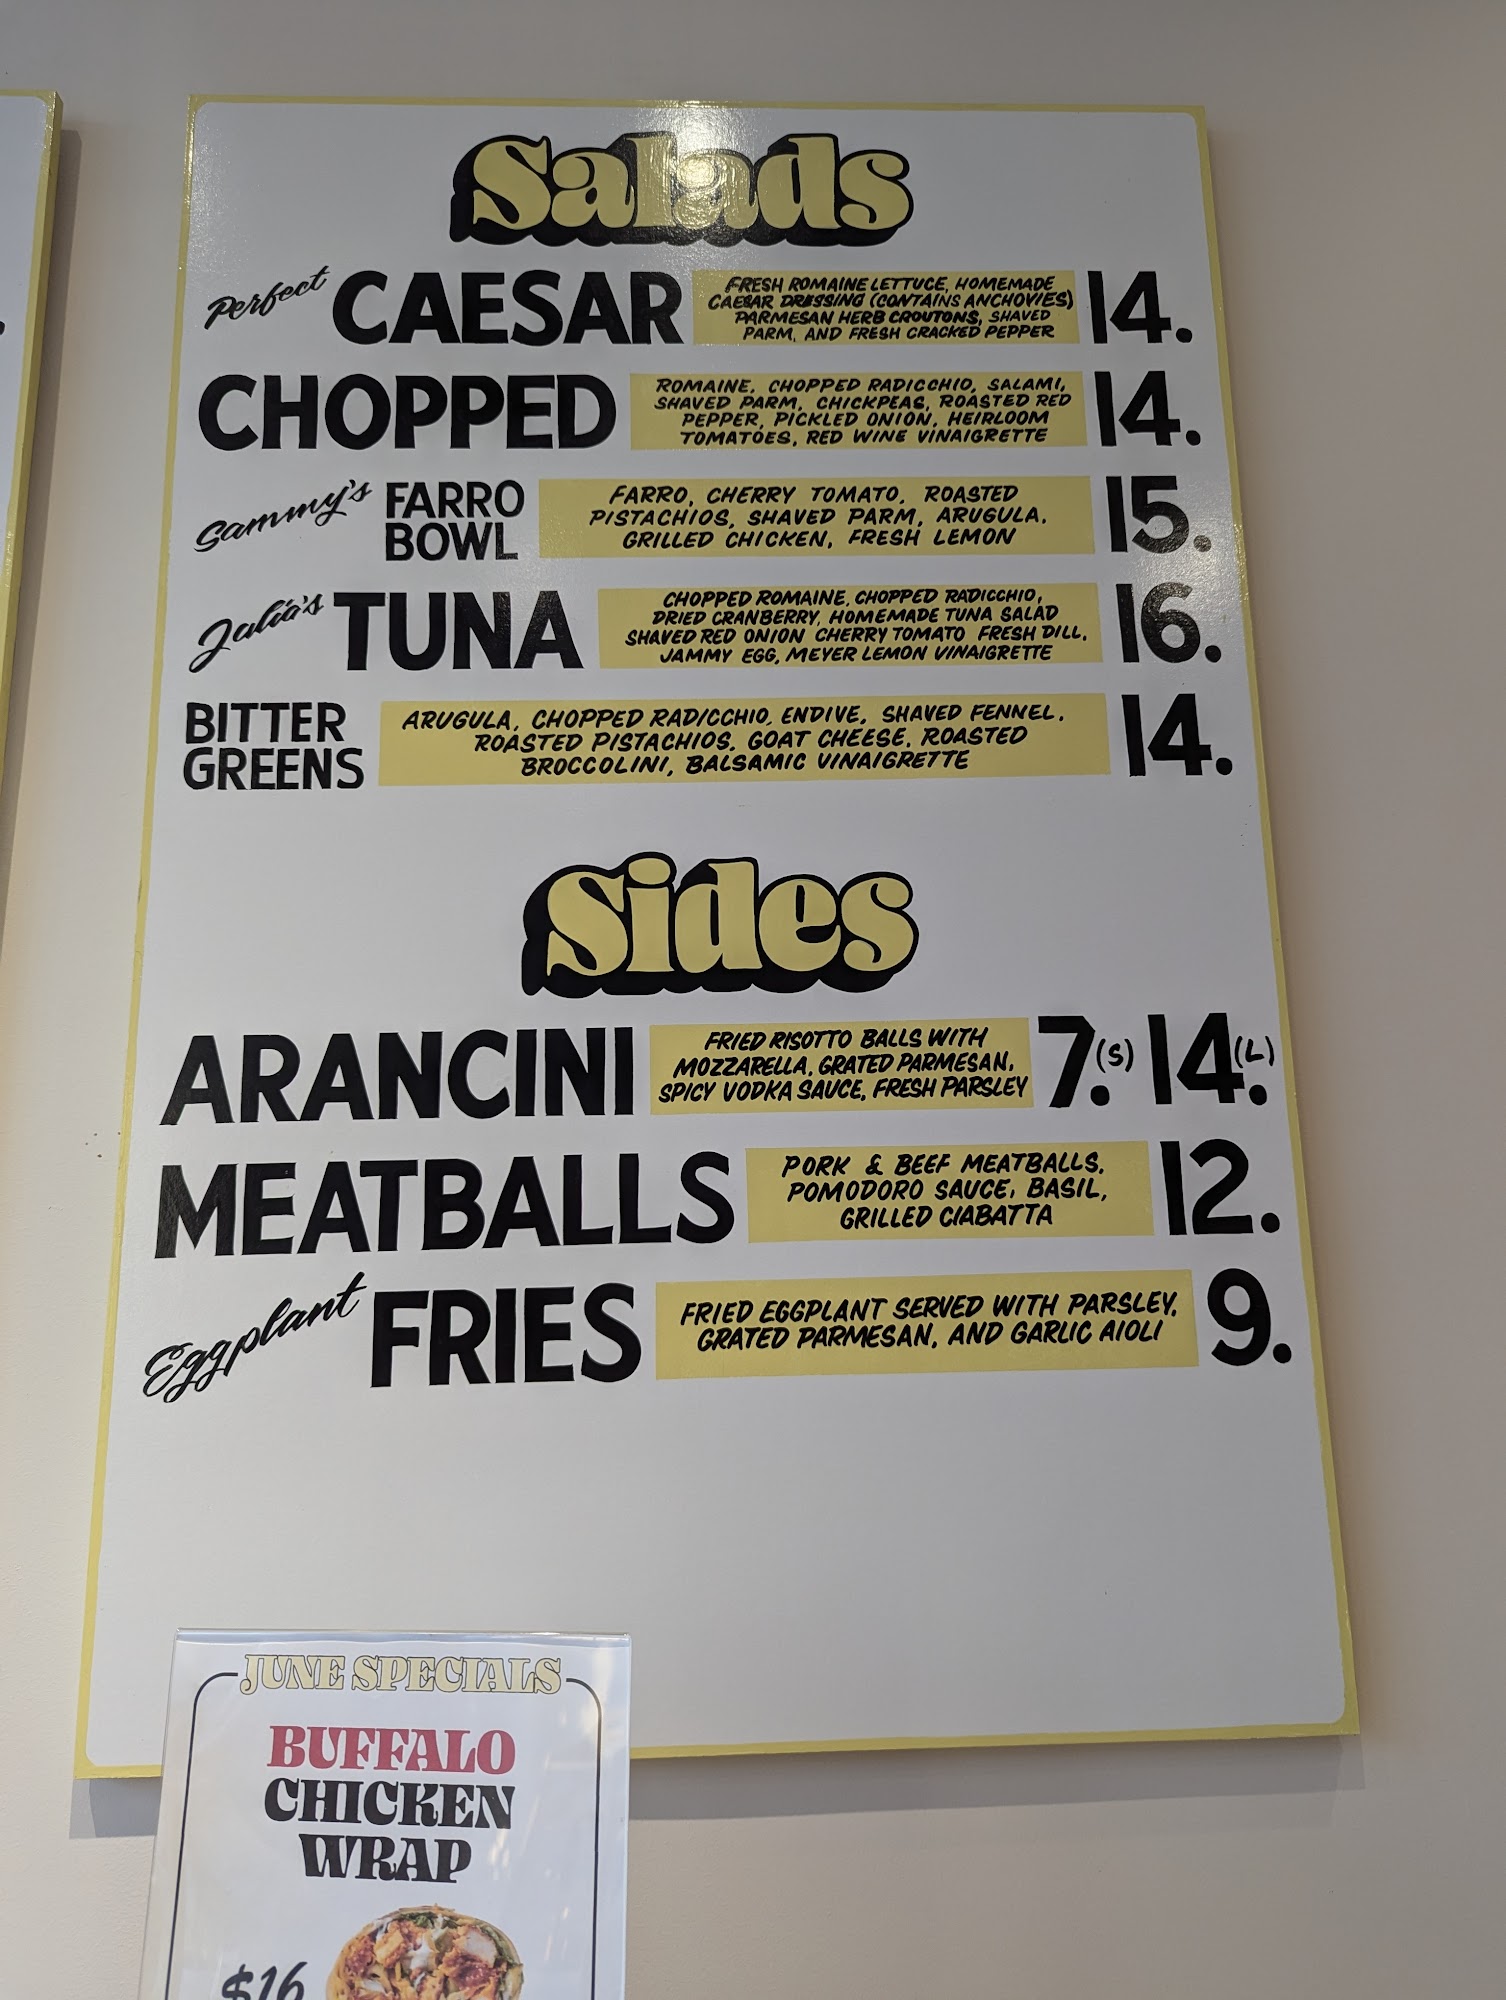 Salads
Perfect CAESAR
FRESH ROMAINE LETTUCE, HOMEMADE
CAESAR DRESSING (CONTAINS ANCHOVIES)
PARMESAN HERB CROUTONS, SHAVED
PARM, AND FRESH CRACKED PEPPER
14.
CHOPPED
ROMAINE, CHOPPED RADICCHIO, SALAMI,
SHAVED PARM, CHICKPEAS, ROASTED RED
PEPPER, PICKLED ONION, HEIRLOOM
TOMATOES, RED WINE VINAIGRETTE
14.
Sammy's FARRO
BOWL
FARRO, CHERRY TOMATO, ROASTED
PISTACHIOS, SHAVED PARM, ARUGULA,
GRILLED CHICKEN, FRESH LEMON
15.
Julia's TUNA
CHOPPED ROMAINE, CHOPPED RADICCHIO,
DRIED CRANBERRY, HOMEMADE TUNA SALAD
SHAVED RED ONION CHERRY TOMATO FRESH DILL,
JAMMY EGG, MEYER LEMON VINAIGRETTE
16.
BITTER
GREENS
ARUGULA, CHOPPED RADICCHIO, ENDIVE, SHAVED FENNEL,
ROASTED PISTACHIOS, GOAT CHEESE, ROASTED
BROCCOLINI, BALSAMIC VINAIGRETTE
14.
Sides
ARANCINI
FRIED RISOTTO BALLS WITH
MOZZARELLA, GRATED PARMESAN,
SPICY VODKA SAUCE, FRESH PARSLEY
7.(S) 14.(L)
MEATBALLS
PORK & BEEF MEATBALLS,
POMODORO SAUCE, BASIL,
GRILLED CIABATTA
12.
Eggplant FRIES
FRIED EGGPLANT SERVED WITH PARSLEY,
GRATED PARMESAN, AND GARLIC AIOLI
9.
JUNE SPECIALS
BUFFALO
CHICKEN
WRAP
$16